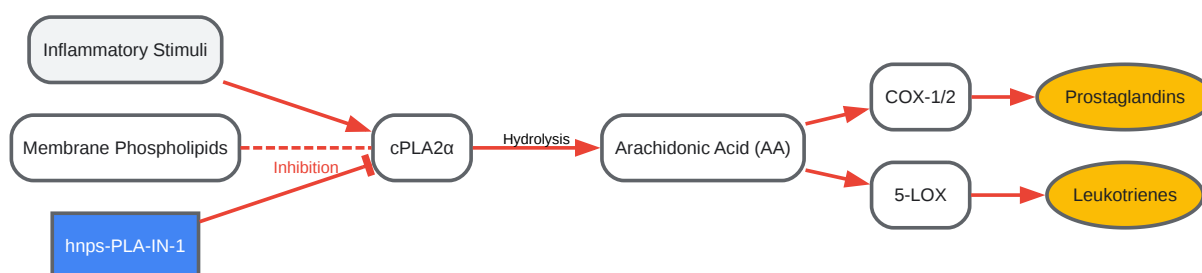 Inflammatory Stimuli
Membrane Phospholipids
hnps-PLA-IN-1
Inhibition
cPLA2α
Hydrolysis
Arachidonic Acid (AA)
COX-1/2
Prostaglandins
5-LOX
Leukotrienes